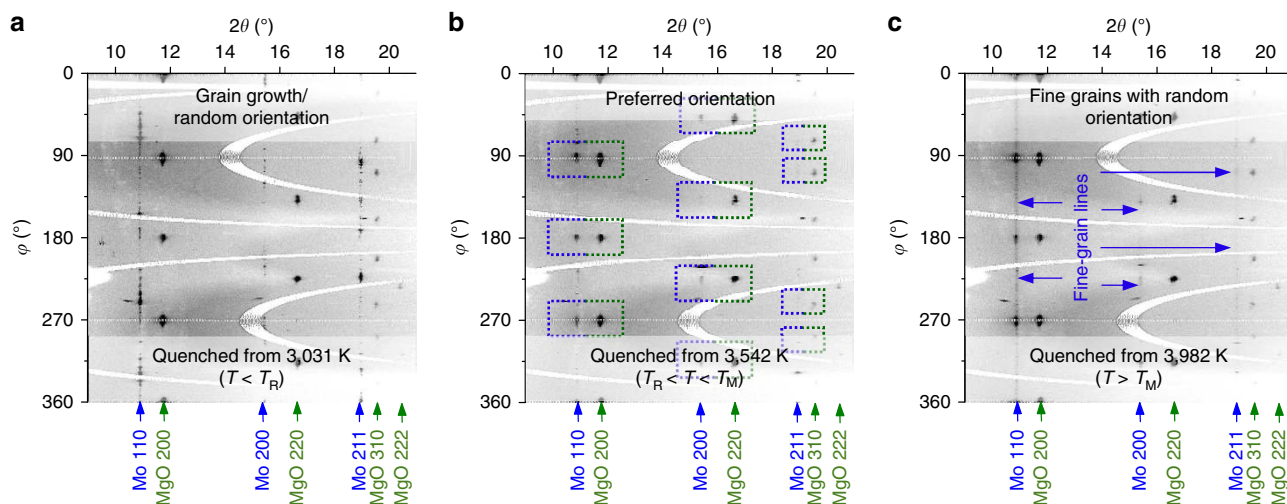 a
2θ (°)
10 12 14 16 18 20
0
90
180
270
360
φ (°)
Grain growth/
random orientation
Quenched from 3,031 K
(T < TR)
Mo 110
MgO 200
Mo 200
MgO 220
Mo 211
MgO 310
MgO 222
b
2θ (°)
10 12 14 16 18 20
Preferred orientation
Quenched from 3,542 K
(TR < T < TM)
Mo 110
MgO 200
Mo 200
MgO 220
Mo 211
MgO 310
MgO 222
c
2θ (°)
10 12 14 16 18 20
0
90
180
270
360
φ (°)
Fine grains with random
orientation
Fine-grain lines
Quenched from 3,982 K
(T > TM)
Mo 110
MgO 200
Mo 200
MgO 220
Mo 211
MgO 310
MgO 222